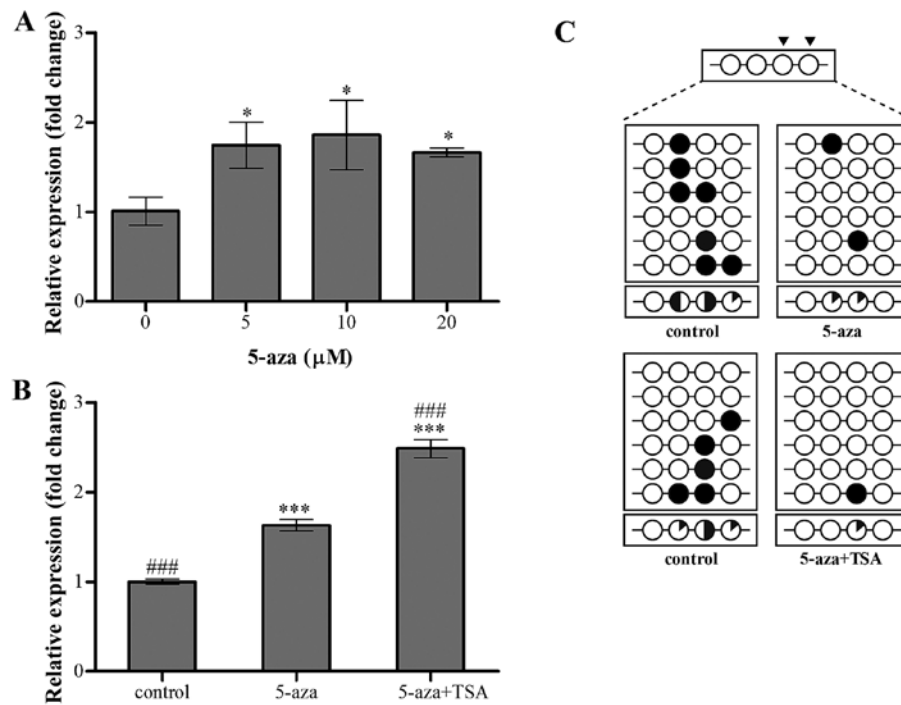 A
Relative expression (fold change)
3
2
1
0
*
*
*
0
5
10
20
5-aza (µM)
B
Relative expression (fold change)
3
2
1
0
###
***
###
***
control
5-aza
5-aza+TSA
C
control
5-aza
control
5-aza+TSA